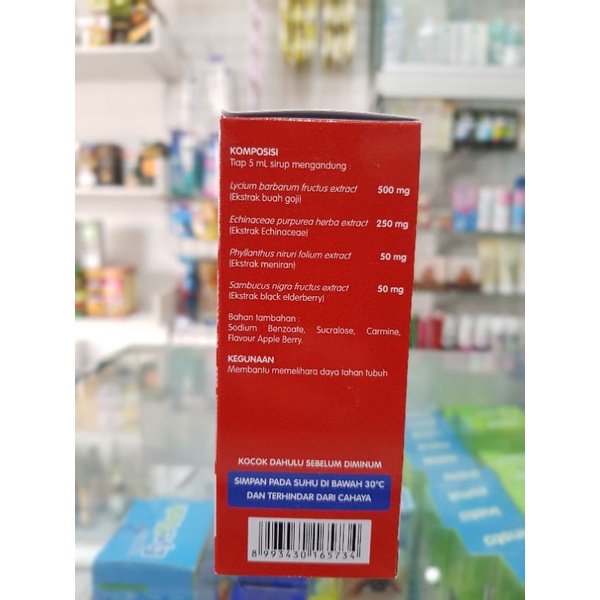 KOMPOSISI
Tiap 5 mL sirup mengandung :
Lycium barbarum fructus extract 500 mg
(Ekstrak buah goji)
Echinaceae purpurea herba extract 250 mg
(Ekstrak Echinaceae)
Phyllanthus niruri folium extract 50 mg
(Ekstrak meniran)
Sambucus nigra fructus extract 50 mg
(Ekstrak black elderberry)
Bahan tambahan :
Sodium Benzoate, Sucralose, Carmine,
Flavour Apple Berry.
KEGUNAAN
Membantu memelihara daya tahan tubuh
KOCOK DAHULU SEBELUM DIMINUM
SIMPAN PADA SUHU DI BAWAH 30°C
DAN TERHINDAR DARI CAHAYA
8 993430 165734